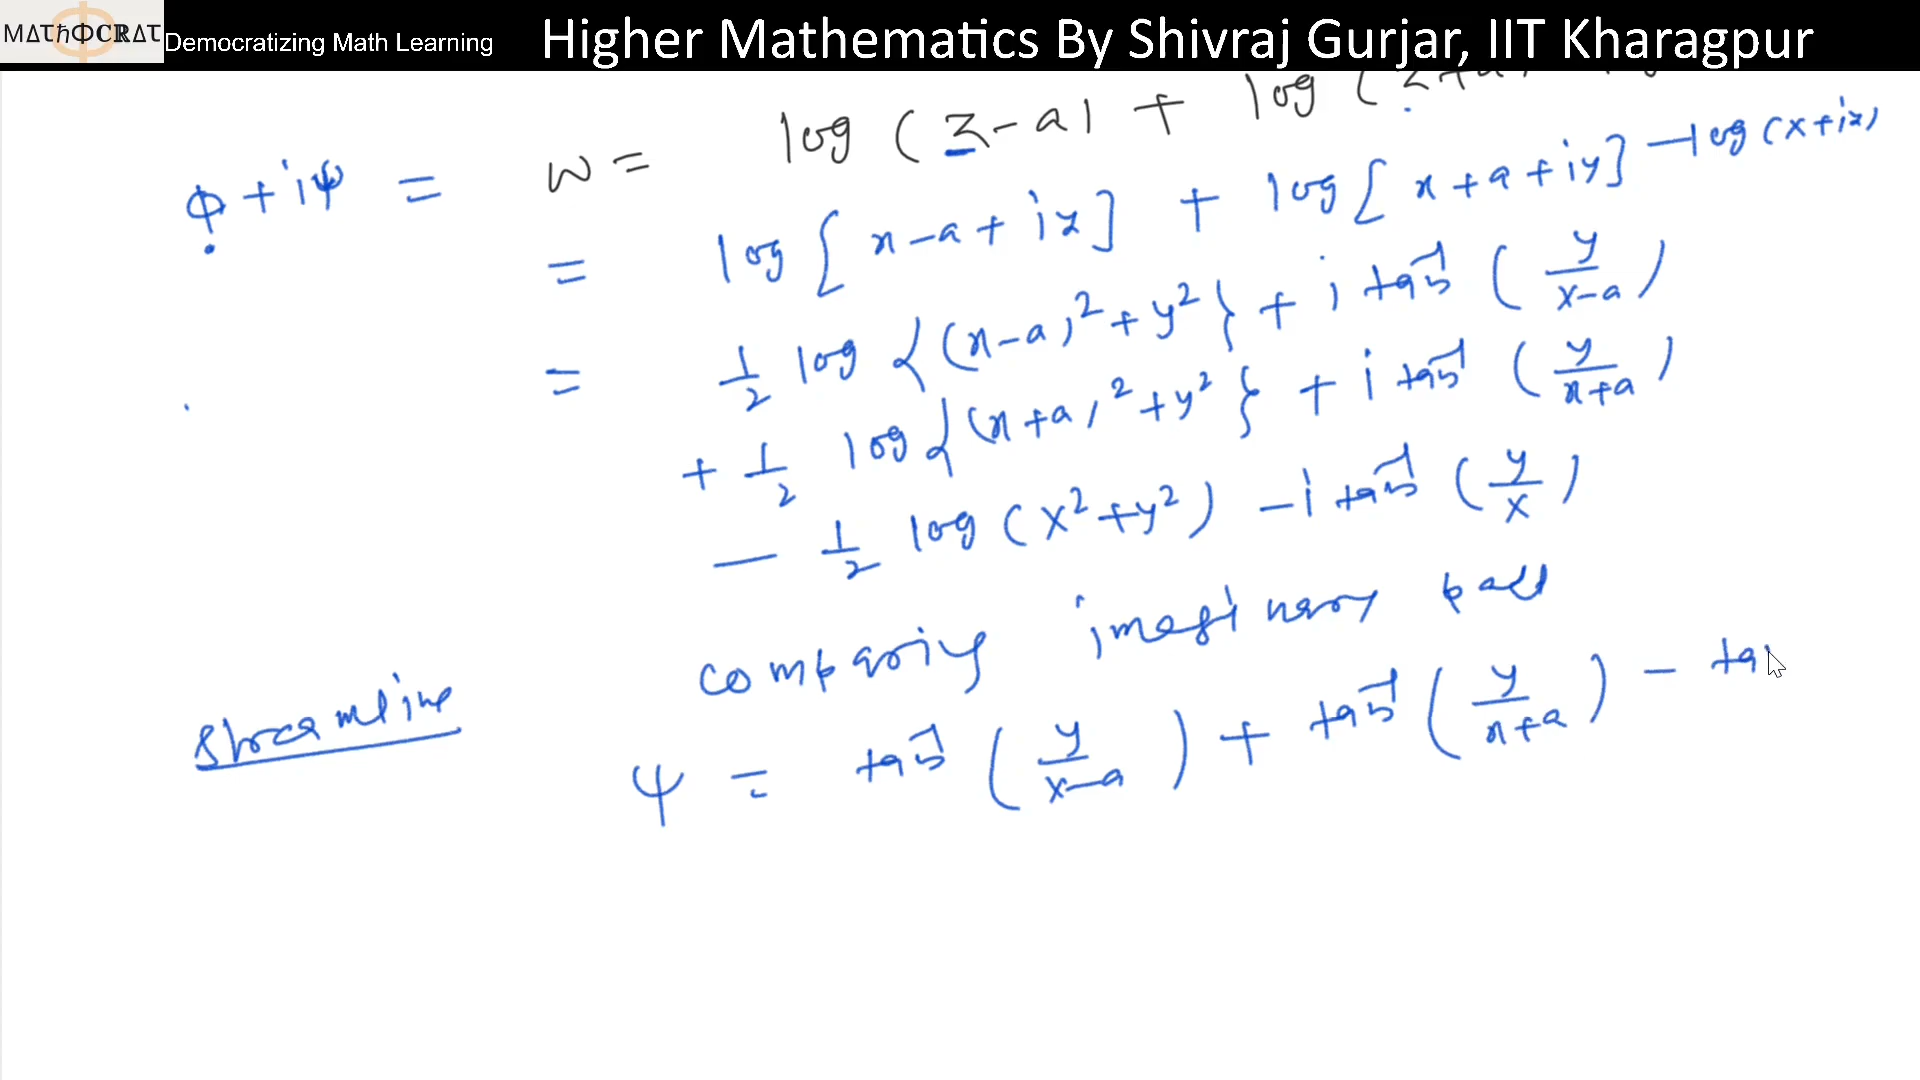 MΔτħΦCRΔτ Democratizing Math Learning Higher Mathematics By Shivraj Gurjar, IIT Kharagpur
ϕ + iψ = w = log (z-a) + log (z+a)
= log [x-a+iy] + log [x+a+iy] - log (x+iy)
= 1/2 log {(x-a)²+y²} + i tan⁻¹ (y/x-a)
+ 1/2 log {(x+a)²+y²} + i tan⁻¹ (y/x+a)
- 1/2 log (x²+y²) - i tan⁻¹ (y/x)
comparing imaginary part
Streamline
ψ = tan⁻¹ (y/x-a) + tan⁻¹ (y/x+a) - ta